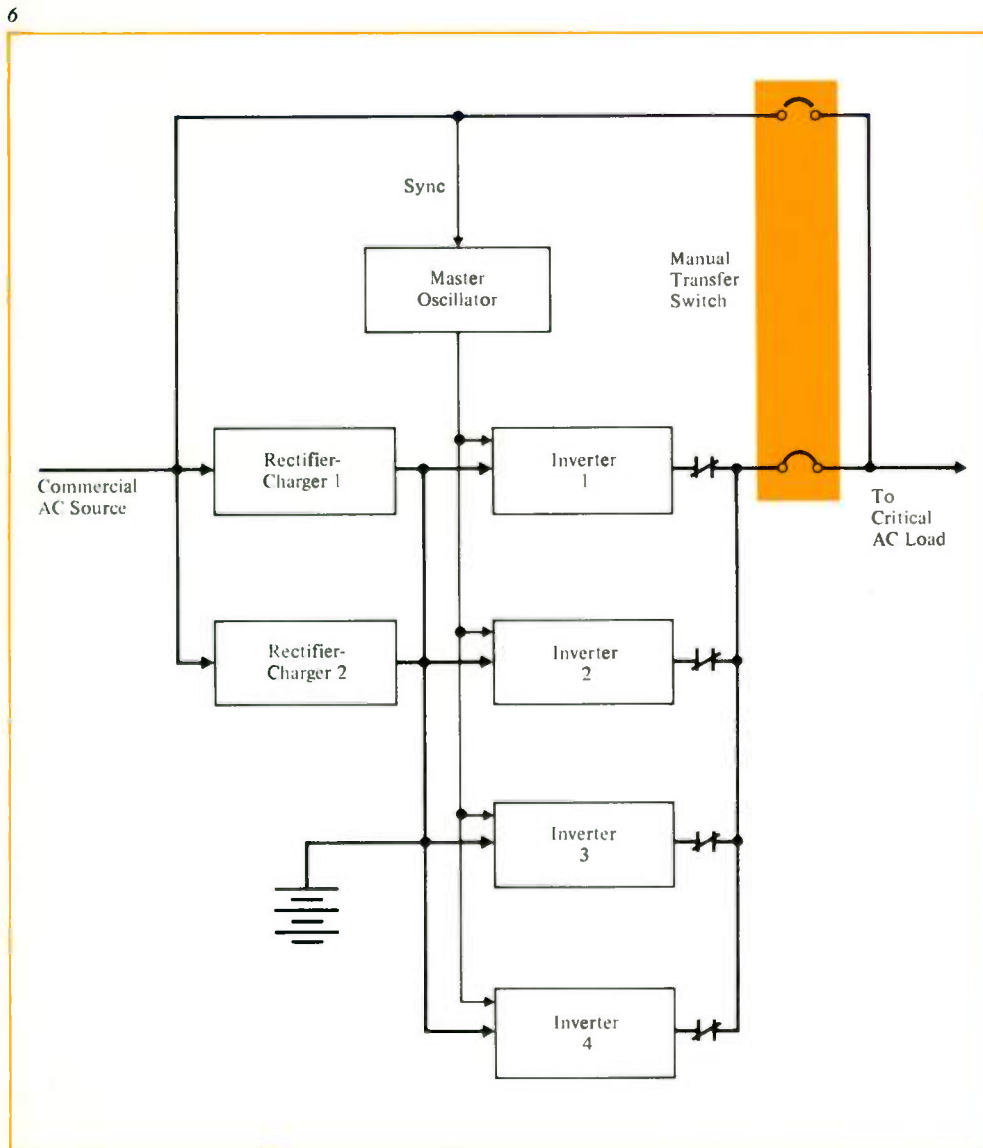 6
Sync
Master
Oscillator
Manual
Transfer
Switch
Commercial
AC Source
Rectifier-
Charger 1
Inverter
1
To
Critical
AC Load
Rectifier-
Charger 2
Inverter
2
Inverter
3
Inverter
4